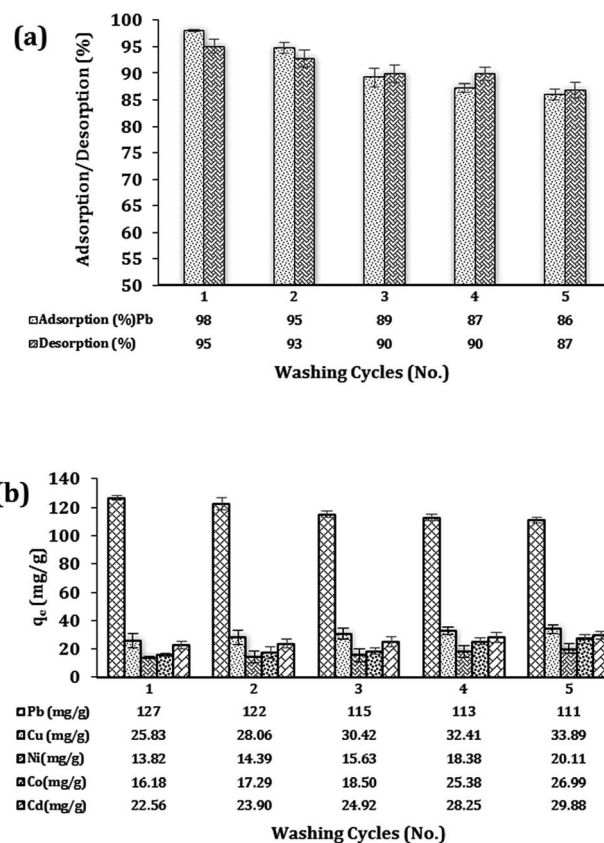 (a)
Adsorption/Desorption (%)
100
95
90
85
80
75
70
65
60
55
50
1 2 3 4 5
Adsorption (%)Pb 98 95 89 87 86
Desorption (%) 95 93 90 90 87
Washing Cycles (No.)
(b)
qe (mg/g)
140
120
100
80
60
40
20
0
1 2 3 4 5
Pb (mg/g) 127 122 115 113 111
Cu (mg/g) 25.83 28.06 30.42 32.41 33.89
Ni(mg/g) 13.82 14.39 15.63 18.38 20.11
Co(mg/g) 16.18 17.29 18.50 25.38 26.99
Cd(mg/g) 22.56 23.90 24.92 28.25 29.88
Washing Cycles (No.)